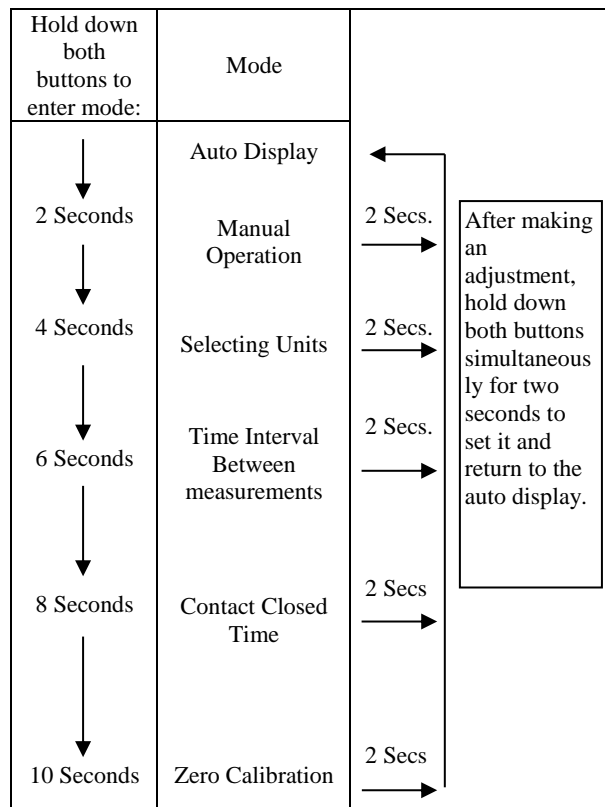 Hold down
both
buttons to
enter mode:
Mode
Auto Display
2 Seconds
Manual
Operation
2 Secs.
4 Seconds
Selecting Units
2 Secs.
6 Seconds
Time Interval
Between
measurements
2 Secs.
8 Seconds
Contact Closed
Time
2 Secs
10 Seconds
Zero Calibration
2 Secs
After making
an
adjustment,
hold down
both buttons
simultaneous
ly for two
seconds to
set it and
return to the
auto display.